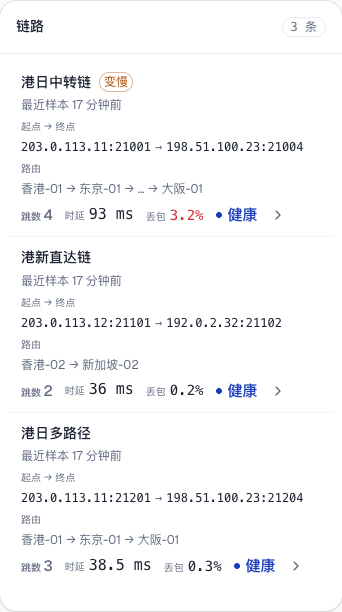 链路
3 条
港日中转链 变慢
最近样本 17 分钟前
起点 → 终点
203.0.113.11:21001 → 198.51.100.23:21004
路由
香港-01 → 东京-01 → … → 大阪-01
跳数 4 时延 93 ms 丢包 3.2% 健康
港新直达链
最近样本 17 分钟前
起点 → 终点
203.0.113.12:21101 → 192.0.2.32:21102
路由
香港-02 → 新加坡-02
跳数 2 时延 36 ms 丢包 0.2% 健康
港日多路径
最近样本 17 分钟前
起点 → 终点
203.0.113.11:21201 → 198.51.100.23:21204
路由
香港-01 → 东京-01 → 大阪-01
跳数 3 时延 38.5 ms 丢包 0.3% 健康